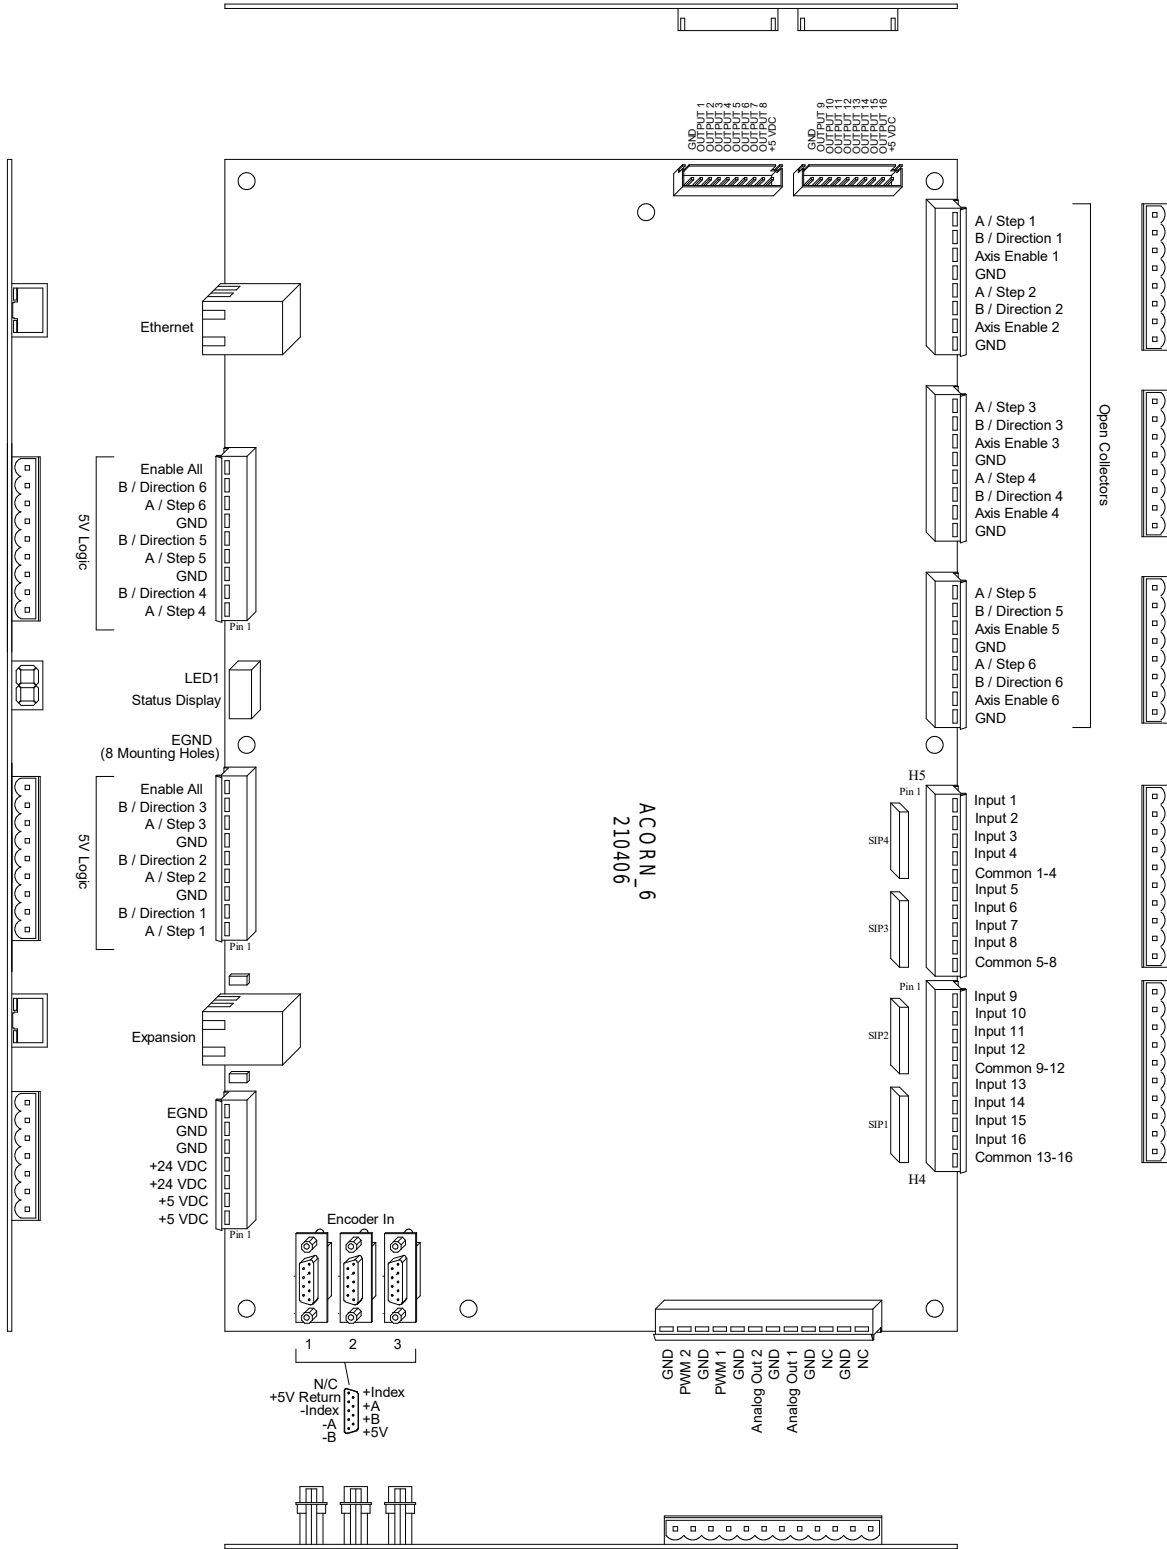 GND
OUTPUT 1
OUTPUT 2
OUTPUT 3
OUTPUT 4
OUTPUT 5
OUTPUT 6
OUTPUT 7
OUTPUT 8
+5 VDC
GND
OUTPUT 9
OUTPUT 10
OUTPUT 11
OUTPUT 12
OUTPUT 13
OUTPUT 14
OUTPUT 15
OUTPUT 16
+5 VDC
Ethernet
5V Logic
Enable All
B / Direction 6
A / Step 6
GND
B / Direction 5
A / Step 5
GND
B / Direction 4
A / Step 4
Pin 1
LED1
Status Display
EGND
(8 Mounting Holes)
5V Logic
Enable All
B / Direction 3
A / Step 3
GND
B / Direction 2
A / Step 2
GND
B / Direction 1
A / Step 1
Pin 1
Expansion
EGND
GND
GND
+24 VDC
+24 VDC
+5 VDC
+5 VDC
Pin 1
ACORN_6
210406
A / Step 1
B / Direction 1
Axis Enable 1
GND
A / Step 2
B / Direction 2
Axis Enable 2
GND
A / Step 3
B / Direction 3
Axis Enable 3
GND
A / Step 4
B / Direction 4
Axis Enable 4
GND
A / Step 5
B / Direction 5
Axis Enable 5
GND
A / Step 6
B / Direction 6
Axis Enable 6
GND
Open Collectors
H5
Pin 1
SIP4
SIP3
Input 1
Input 2
Input 3
Input 4
Common 1-4
Input 5
Input 6
Input 7
Input 8
Common 5-8
Pin 1
SIP2
SIP1
Input 9
Input 10
Input 11
Input 12
Common 9-12
Input 13
Input 14
Input 15
Input 16
Common 13-16
H4
Encoder In
1
2
3
N/C
+5V Return
-Index
-A
-B
+Index
+A
+B
+5V
GND
PWM 2
GND
PWM 1
GND
Analog Out 2
GND
Analog Out 1
GND
NC
GND
NC